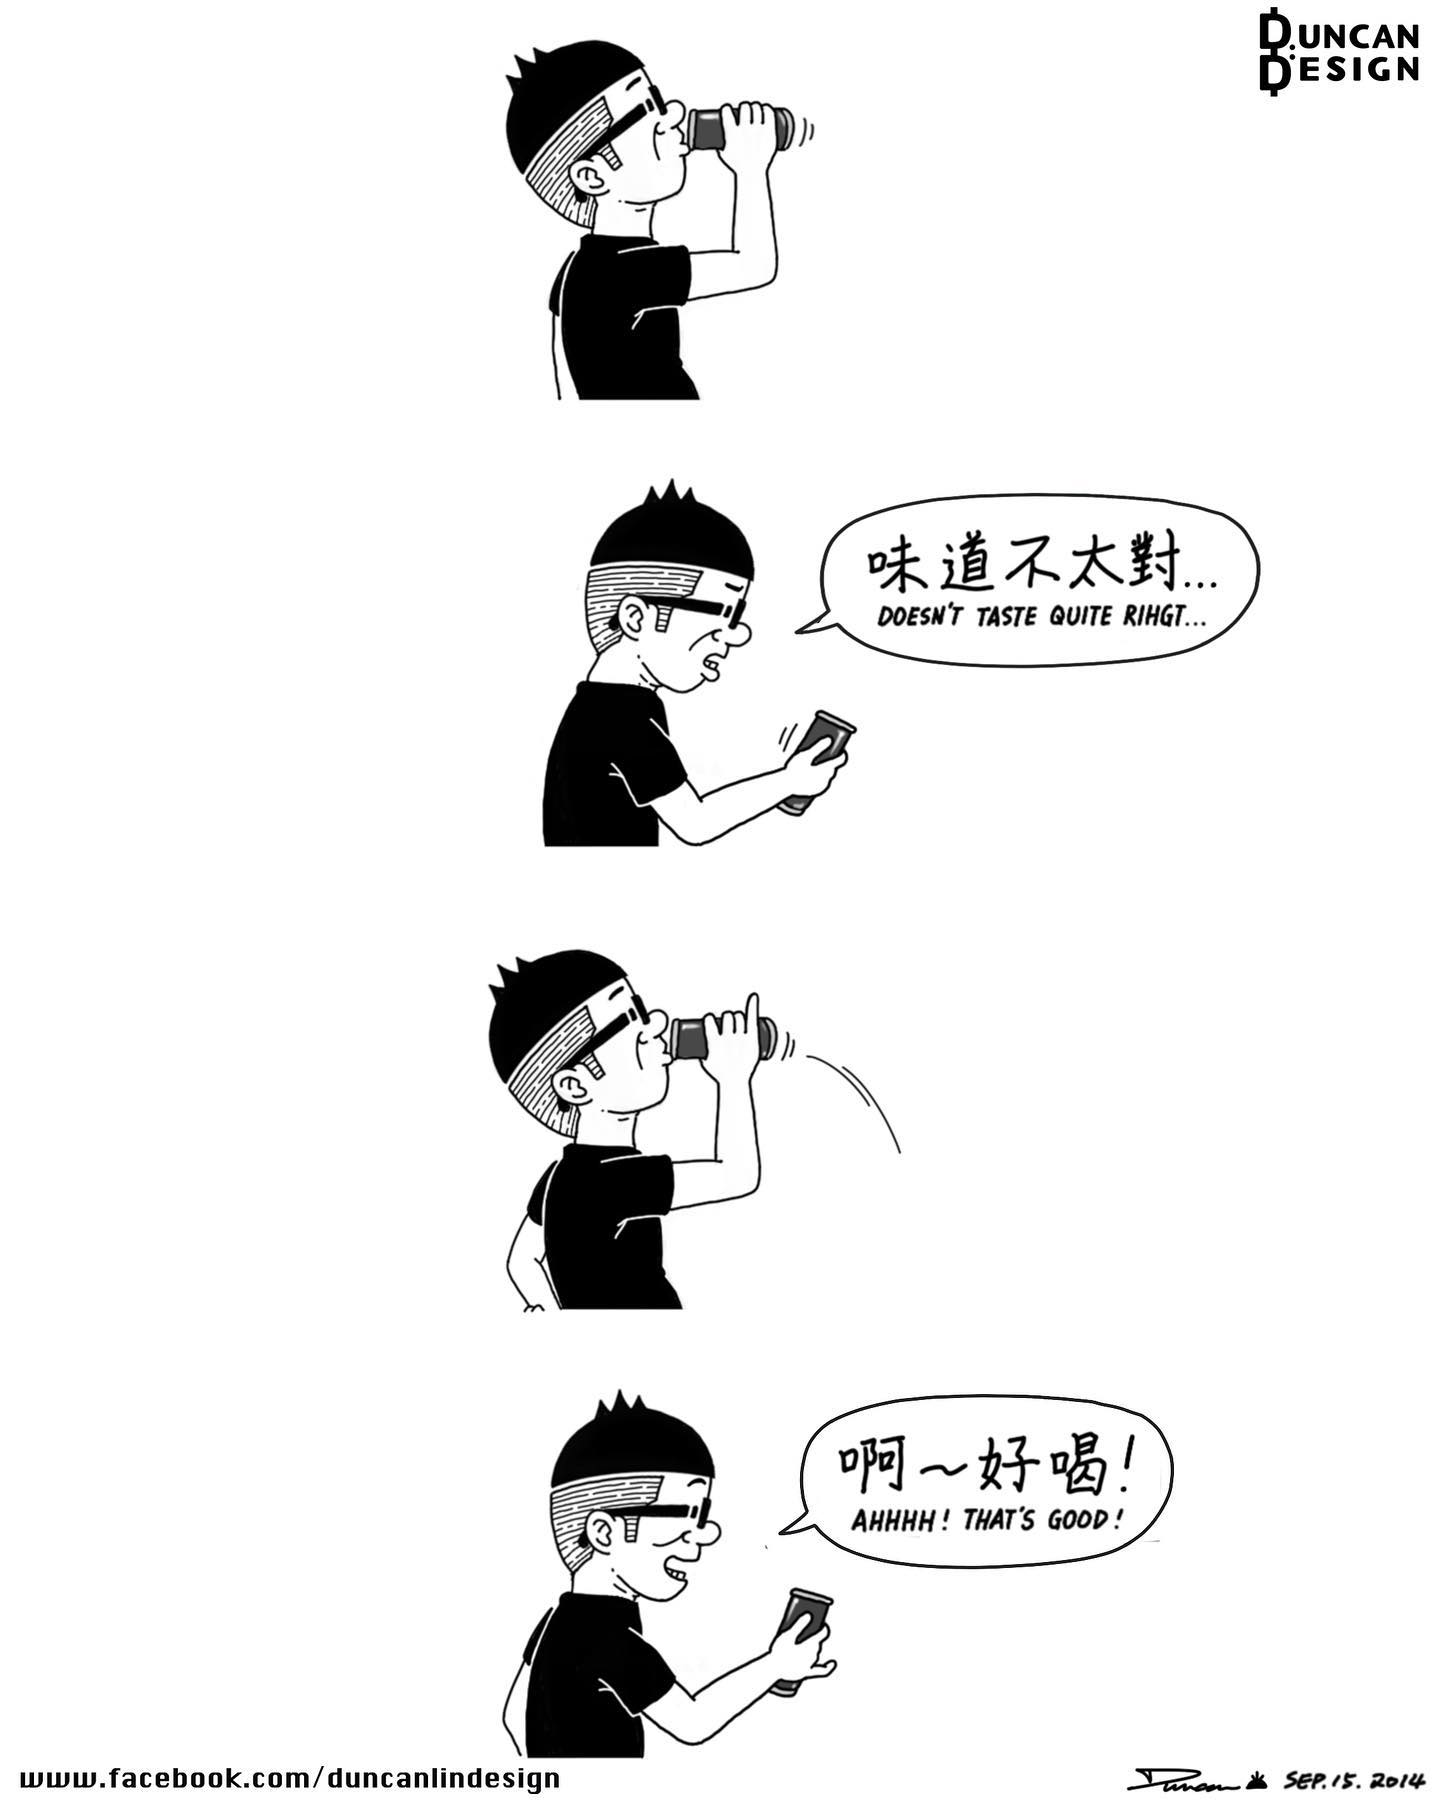 DUNCAN
DESIGN
味道不太對...
DOESN'T TASTE QUITE RIHGT...
啊～好喝！
AHHHH! THAT'S GOOD!
www.facebook.com/duncanlindesign
Duncan SEP.15.2014